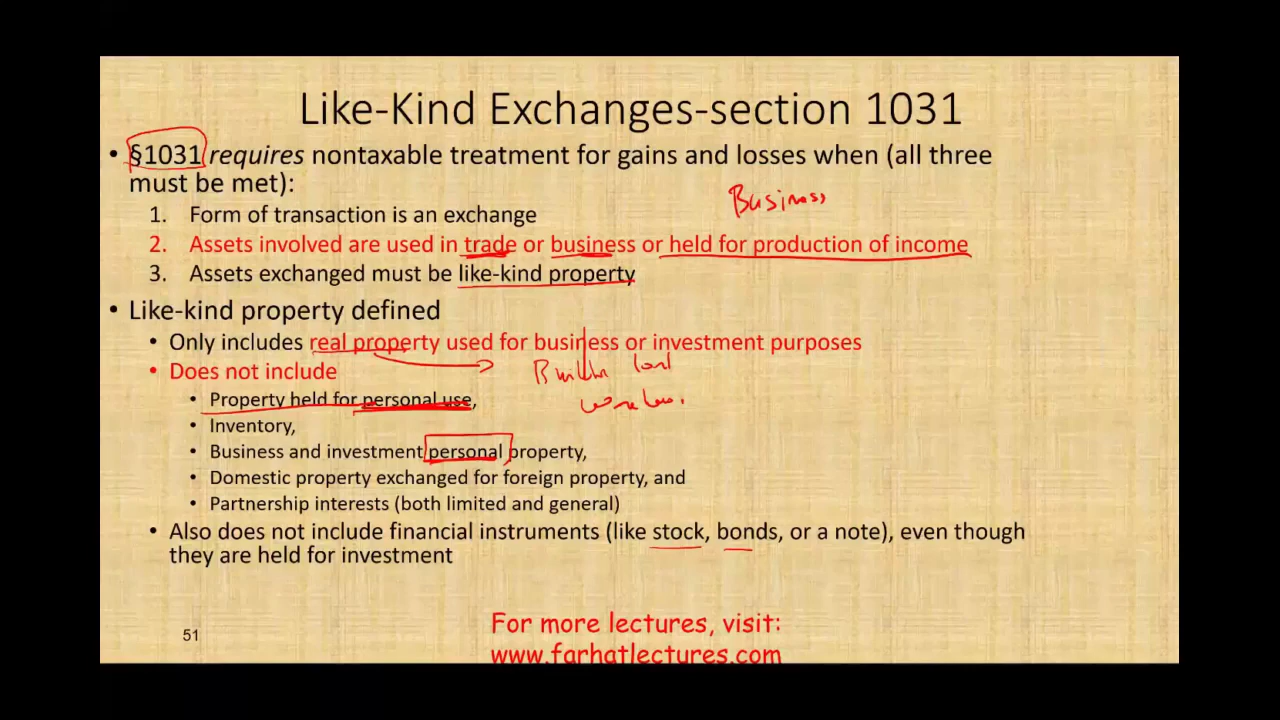 Like-Kind Exchanges-section 1031
• §1031 requires nontaxable treatment for gains and losses when (all three
must be met):
Business
1. Form of transaction is an exchange
2. Assets involved are used in trade or business or held for production of income
3. Assets exchanged must be like-kind property
• Like-kind property defined
• Only includes real property used for business or investment purposes
• Does not include
• Property held for personal use,
• Inventory,
• Business and investment personal property,
• Domestic property exchanged for foreign property, and
• Partnership interests (both limited and general)
• Also does not include financial instruments (like stock, bonds, or a note), even though
they are held for investment
For more lectures, visit:
51
www.farhatlectures.com